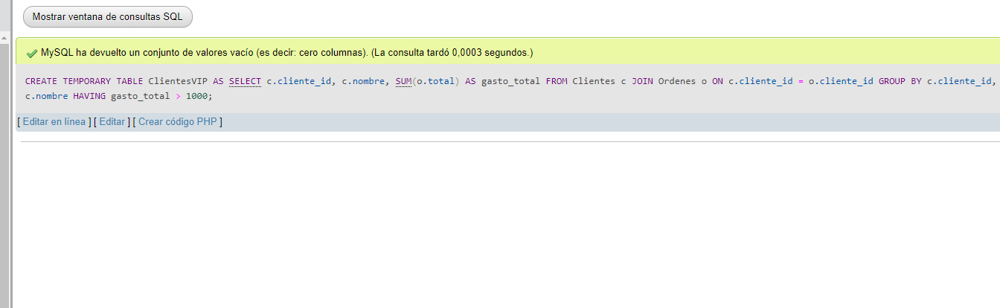 Mostrar ventana de consultas SQL
MySQL ha devuelto un conjunto de valores vacío (es decir: cero columnas). (La consulta tardó 0,0003 segundos.)
CREATE TEMPORARY TABLE ClientesVIP AS SELECT c.cliente_id, c.nombre, SUM(o.total) AS gasto_total FROM Clientes c JOIN Ordenes o ON c.cliente_id = o.cliente_id GROUP BY c.cliente_id,
c.nombre HAVING gasto_total > 1000;
[ Editar en línea ] [ Editar ] [ Crear código PHP ]